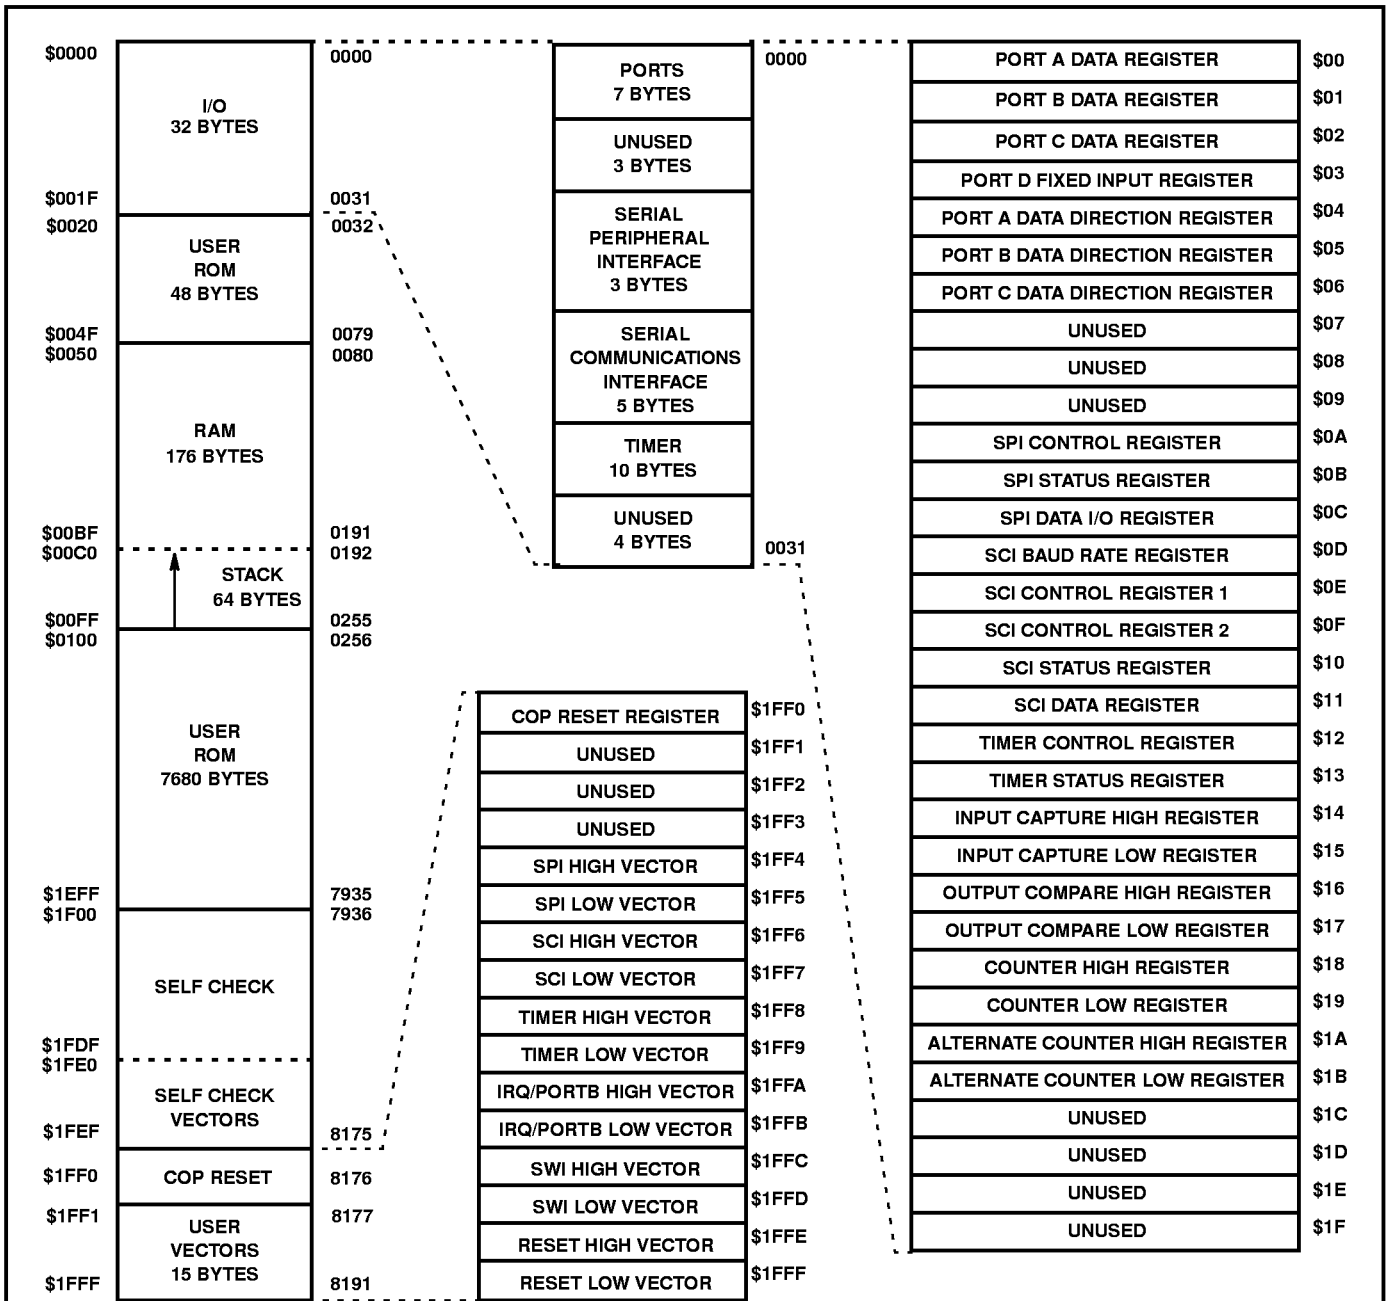 $0000
I/O
32 BYTES
0000
$001F
0031
$0020
0032
USER
ROM
48 BYTES
$004F
0079
$0050
0080
RAM
176 BYTES
$00BF
0191
$00C0
0192
STACK
64 BYTES
$00FF
0255
$0100
0256
USER
ROM
7680 BYTES
$1EFF
7935
$1F00
7936
SELF CHECK
$1FDF
$1FE0
SELF CHECK
VECTORS
$1FEF
8175
$1FF0
COP RESET
8176
$1FF1
8177
USER
VECTORS
15 BYTES
$1FFF
8191
PORTS
7 BYTES
0000
UNUSED
3 BYTES
SERIAL
PERIPHERAL
INTERFACE
3 BYTES
SERIAL
COMMUNICATIONS
INTERFACE
5 BYTES
TIMER
10 BYTES
UNUSED
4 BYTES
0031
COP RESET REGISTER $1FF0
UNUSED $1FF1
UNUSED $1FF2
UNUSED $1FF3
SPI HIGH VECTOR $1FF4
SPI LOW VECTOR $1FF5
SCI HIGH VECTOR $1FF6
SCI LOW VECTOR $1FF7
TIMER HIGH VECTOR $1FF8
TIMER LOW VECTOR $1FF9
IRQ/PORTB HIGH VECTOR $1FFA
IRQ/PORTB LOW VECTOR $1FFB
SWI HIGH VECTOR $1FFC
SWI LOW VECTOR $1FFD
RESET HIGH VECTOR $1FFE
RESET LOW VECTOR $1FFF
PORT A DATA REGISTER $00
PORT B DATA REGISTER $01
PORT C DATA REGISTER $02
PORT D FIXED INPUT REGISTER $03
PORT A DATA DIRECTION REGISTER $04
PORT B DATA DIRECTION REGISTER $05
PORT C DATA DIRECTION REGISTER $06
UNUSED $07
UNUSED $08
UNUSED $09
SPI CONTROL REGISTER $0A
SPI STATUS REGISTER $0B
SPI DATA I/O REGISTER $0C
SCI BAUD RATE REGISTER $0D
SCI CONTROL REGISTER 1 $0E
SCI CONTROL REGISTER 2 $0F
SCI STATUS REGISTER $10
SCI DATA REGISTER $11
TIMER CONTROL REGISTER $12
TIMER STATUS REGISTER $13
INPUT CAPTURE HIGH REGISTER $14
INPUT CAPTURE LOW REGISTER $15
OUTPUT COMPARE HIGH REGISTER $16
OUTPUT COMPARE LOW REGISTER $17
COUNTER HIGH REGISTER $18
COUNTER LOW REGISTER $19
ALTERNATE COUNTER HIGH REGISTER $1A
ALTERNATE COUNTER LOW REGISTER $1B
UNUSED $1C
UNUSED $1D
UNUSED $1E
UNUSED $1F